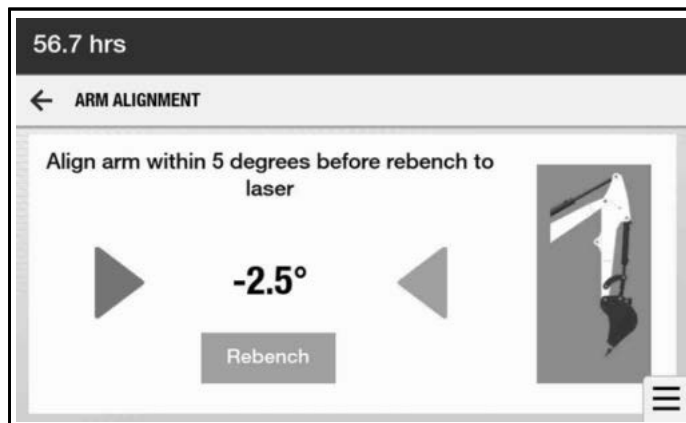 56.7 hrs
ARM ALIGNMENT
Align arm within 5 degrees before rebench to
laser
-2.5°
Rebench